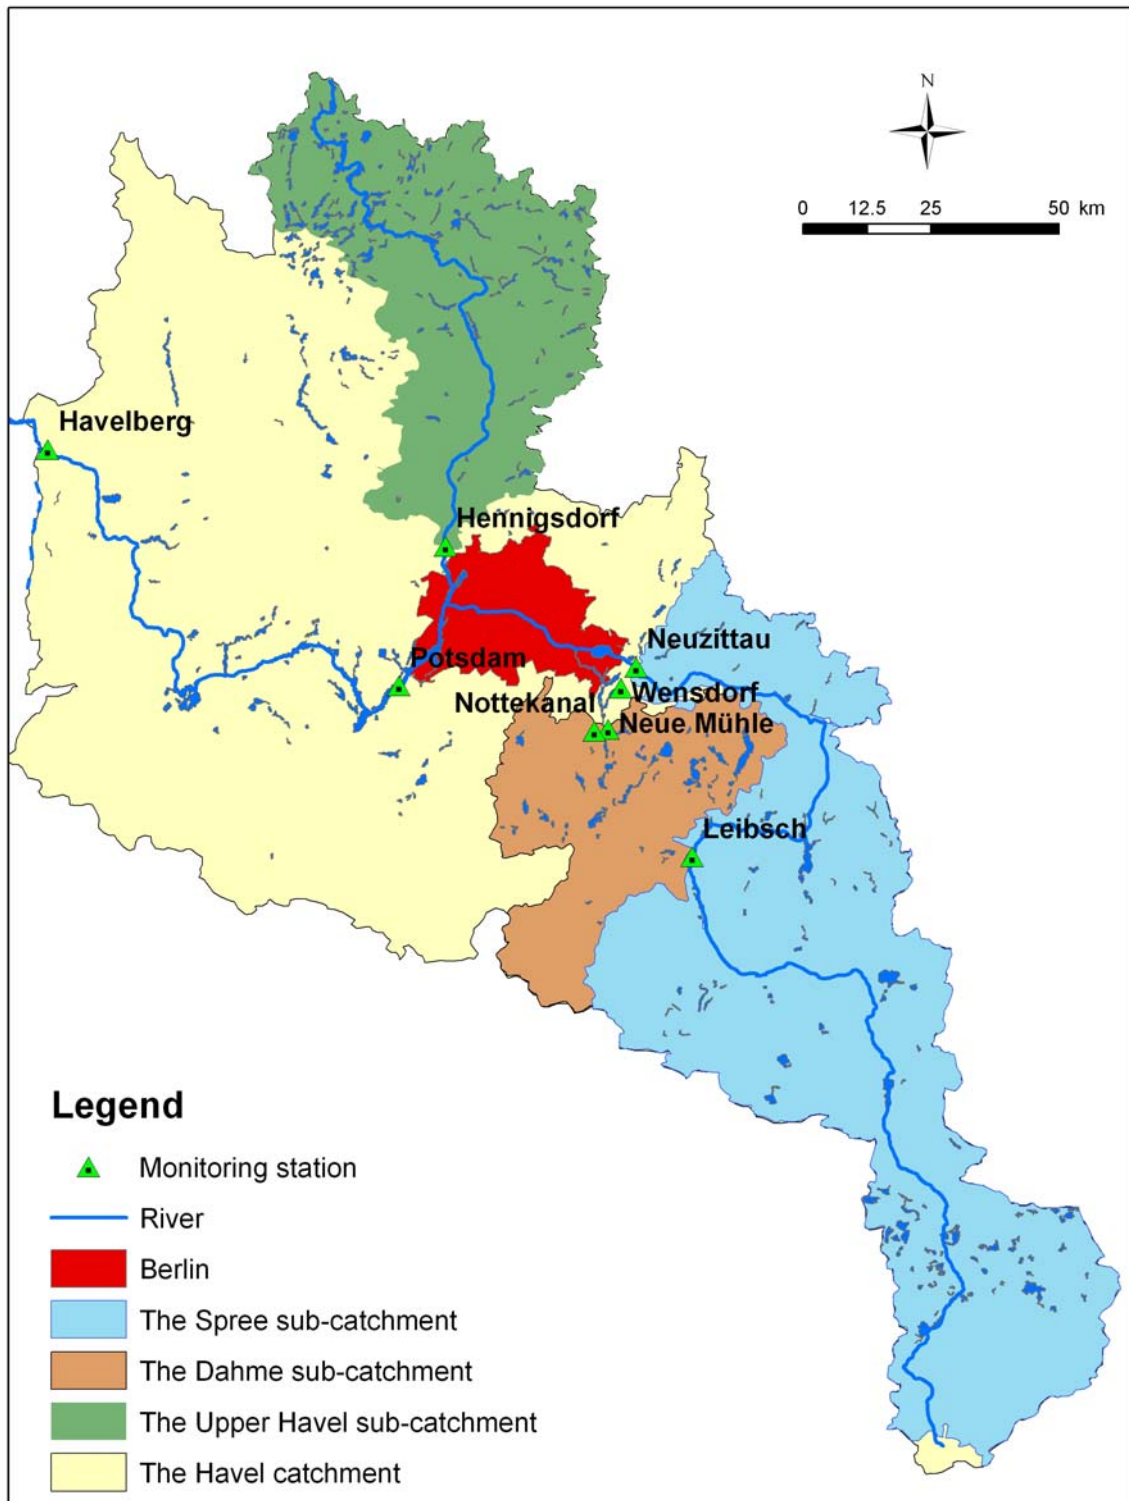 N
0 12.5 25 50 km
Havelberg
Hennigsdorf
Neuzittau
Potsdam
Wensdorf
Nottekanal
Neue Mühle
Leibsch
Legend
Monitoring station
River
Berlin
The Spree sub-catchment
The Dahme sub-catchment
The Upper Havel sub-catchment
The Havel catchment